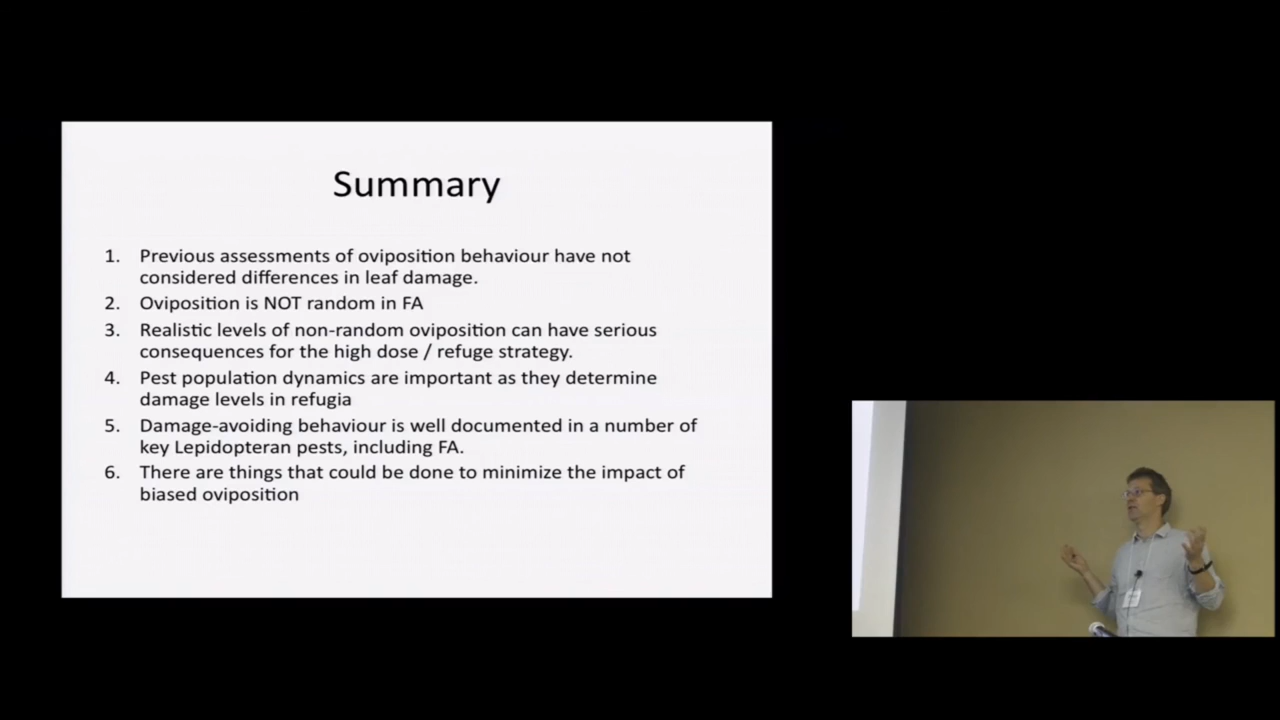 Summary
1. Previous assessments of oviposition behaviour have not
considered differences in leaf damage.
2. Oviposition is NOT random in FA
3. Realistic levels of non-random oviposition can have serious
consequences for the high dose / refuge strategy.
4. Pest population dynamics are important as they determine
damage levels in refugia
5. Damage-avoiding behaviour is well documented in a number of
key Lepidopteran pests, including FA.
6. There are things that could be done to minimize the impact of
biased oviposition